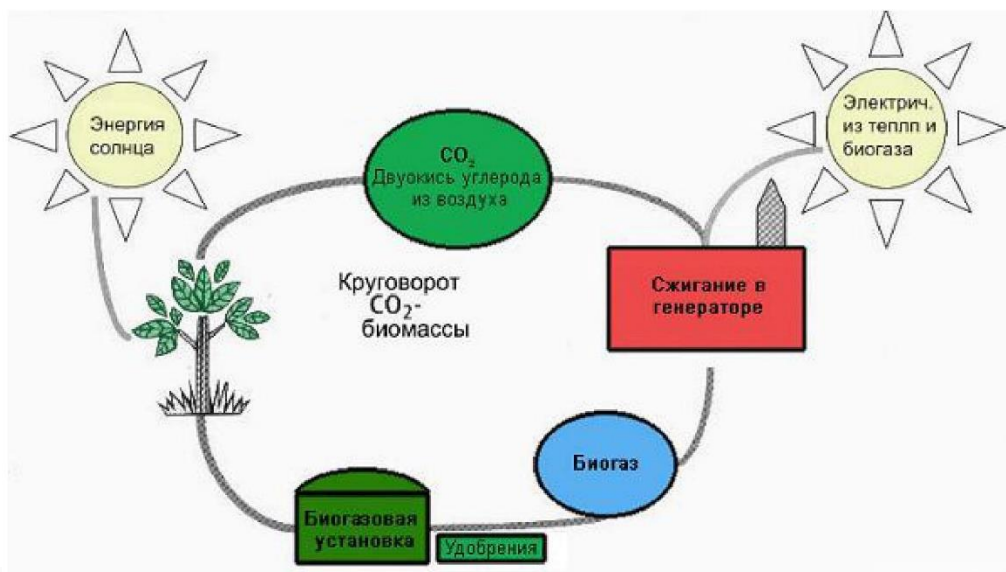 Энергия
солнца
Электрич.
из теплп и
биогаза
CO₂
Двуокись углерода
из воздуха
Круговорот
CO₂-
биомассы
Сжигание в
генераторе
Биогаз
Биогазовая
установка
Удобрения